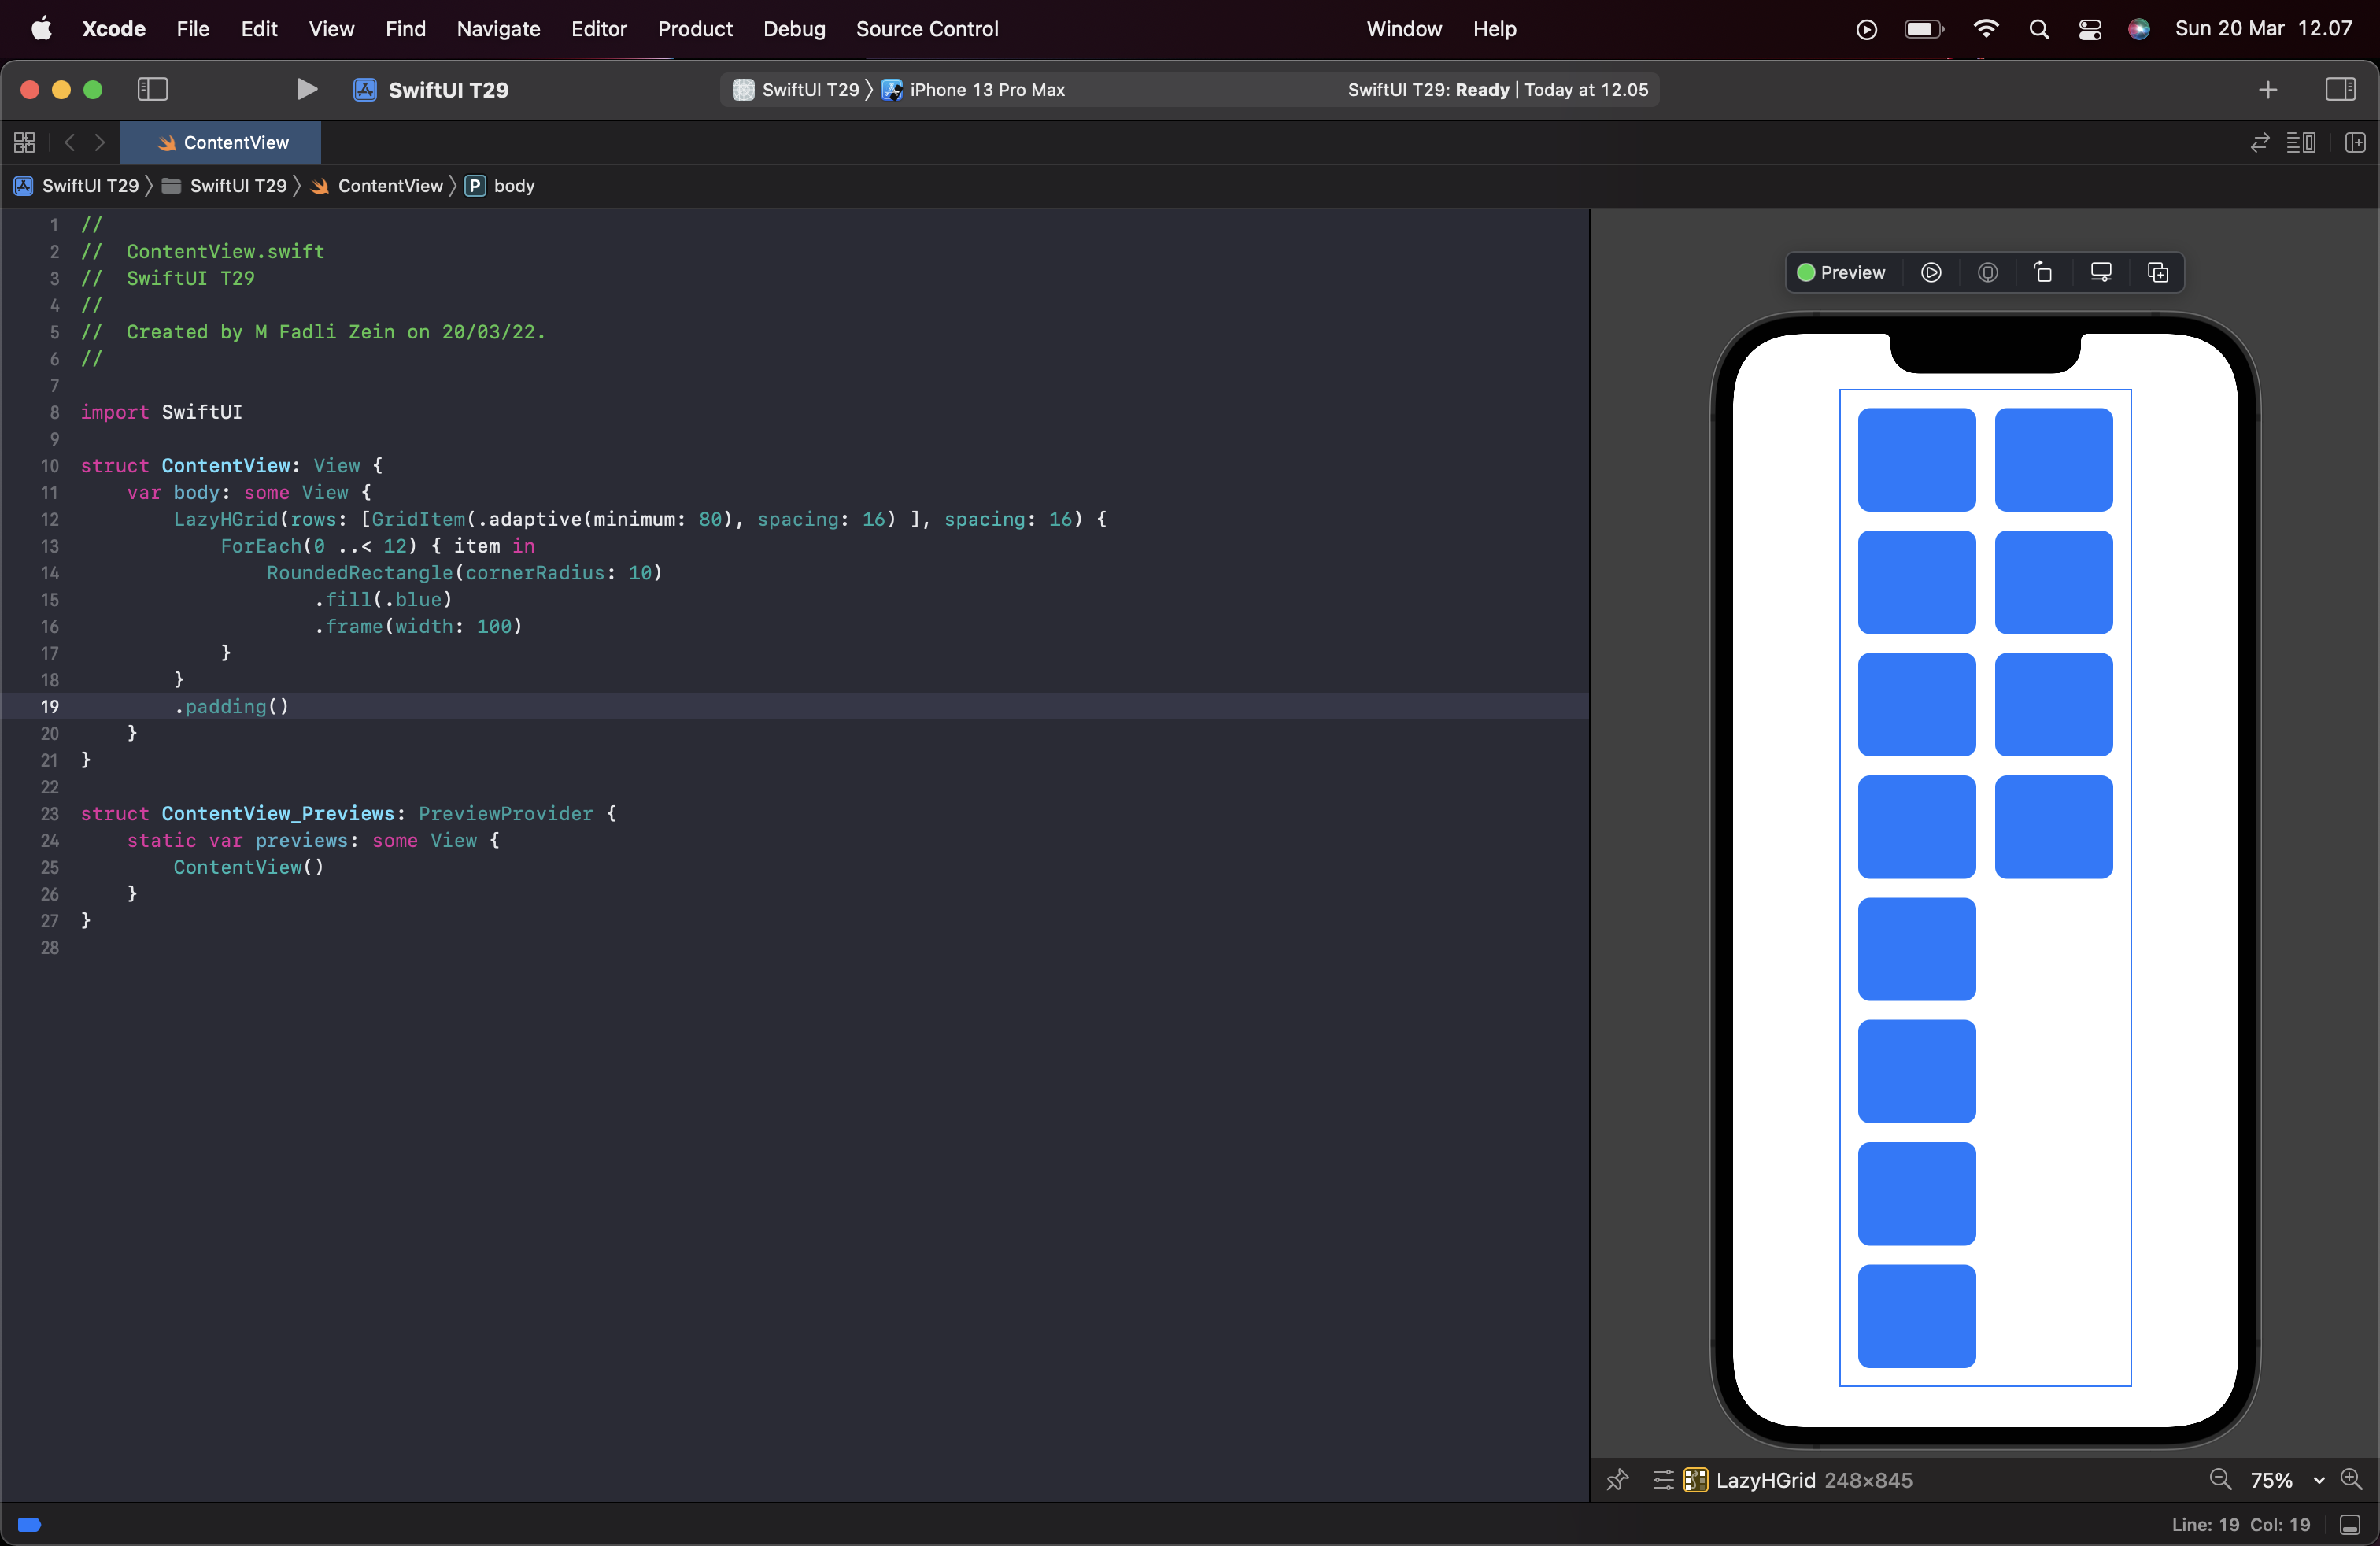 Xcode File Edit View Find Navigate Editor Product Debug Source Control Window Help Sun 20 Mar 12.07
SwiftUI T29 SwiftUI T29 iPhone 13 Pro Max SwiftUI T29: Ready | Today at 12.05
ContentView
SwiftUI T29 SwiftUI T29 ContentView P body
1 //
2 //  ContentView.swift
3 //  SwiftUI T29
4 //
5 //  Created by M Fadli Zein on 20/03/22.
6 //
7
8 import SwiftUI
9
10 struct ContentView: View {
11     var body: some View {
12         LazyHGrid(rows: [GridItem(.adaptive(minimum: 80), spacing: 16) ], spacing: 16) {
13             ForEach(0 ..< 12) { item in
14                 RoundedRectangle(cornerRadius: 10)
15                     .fill(.blue)
16                     .frame(width: 100)
17             }
18         }
19         .padding()
20     }
21 }
22
23 struct ContentView_Previews: PreviewProvider {
24     static var previews: some View {
25         ContentView()
26     }
27 }
28
Preview
LazyHGrid 248×845 75%
Line: 19 Col: 19